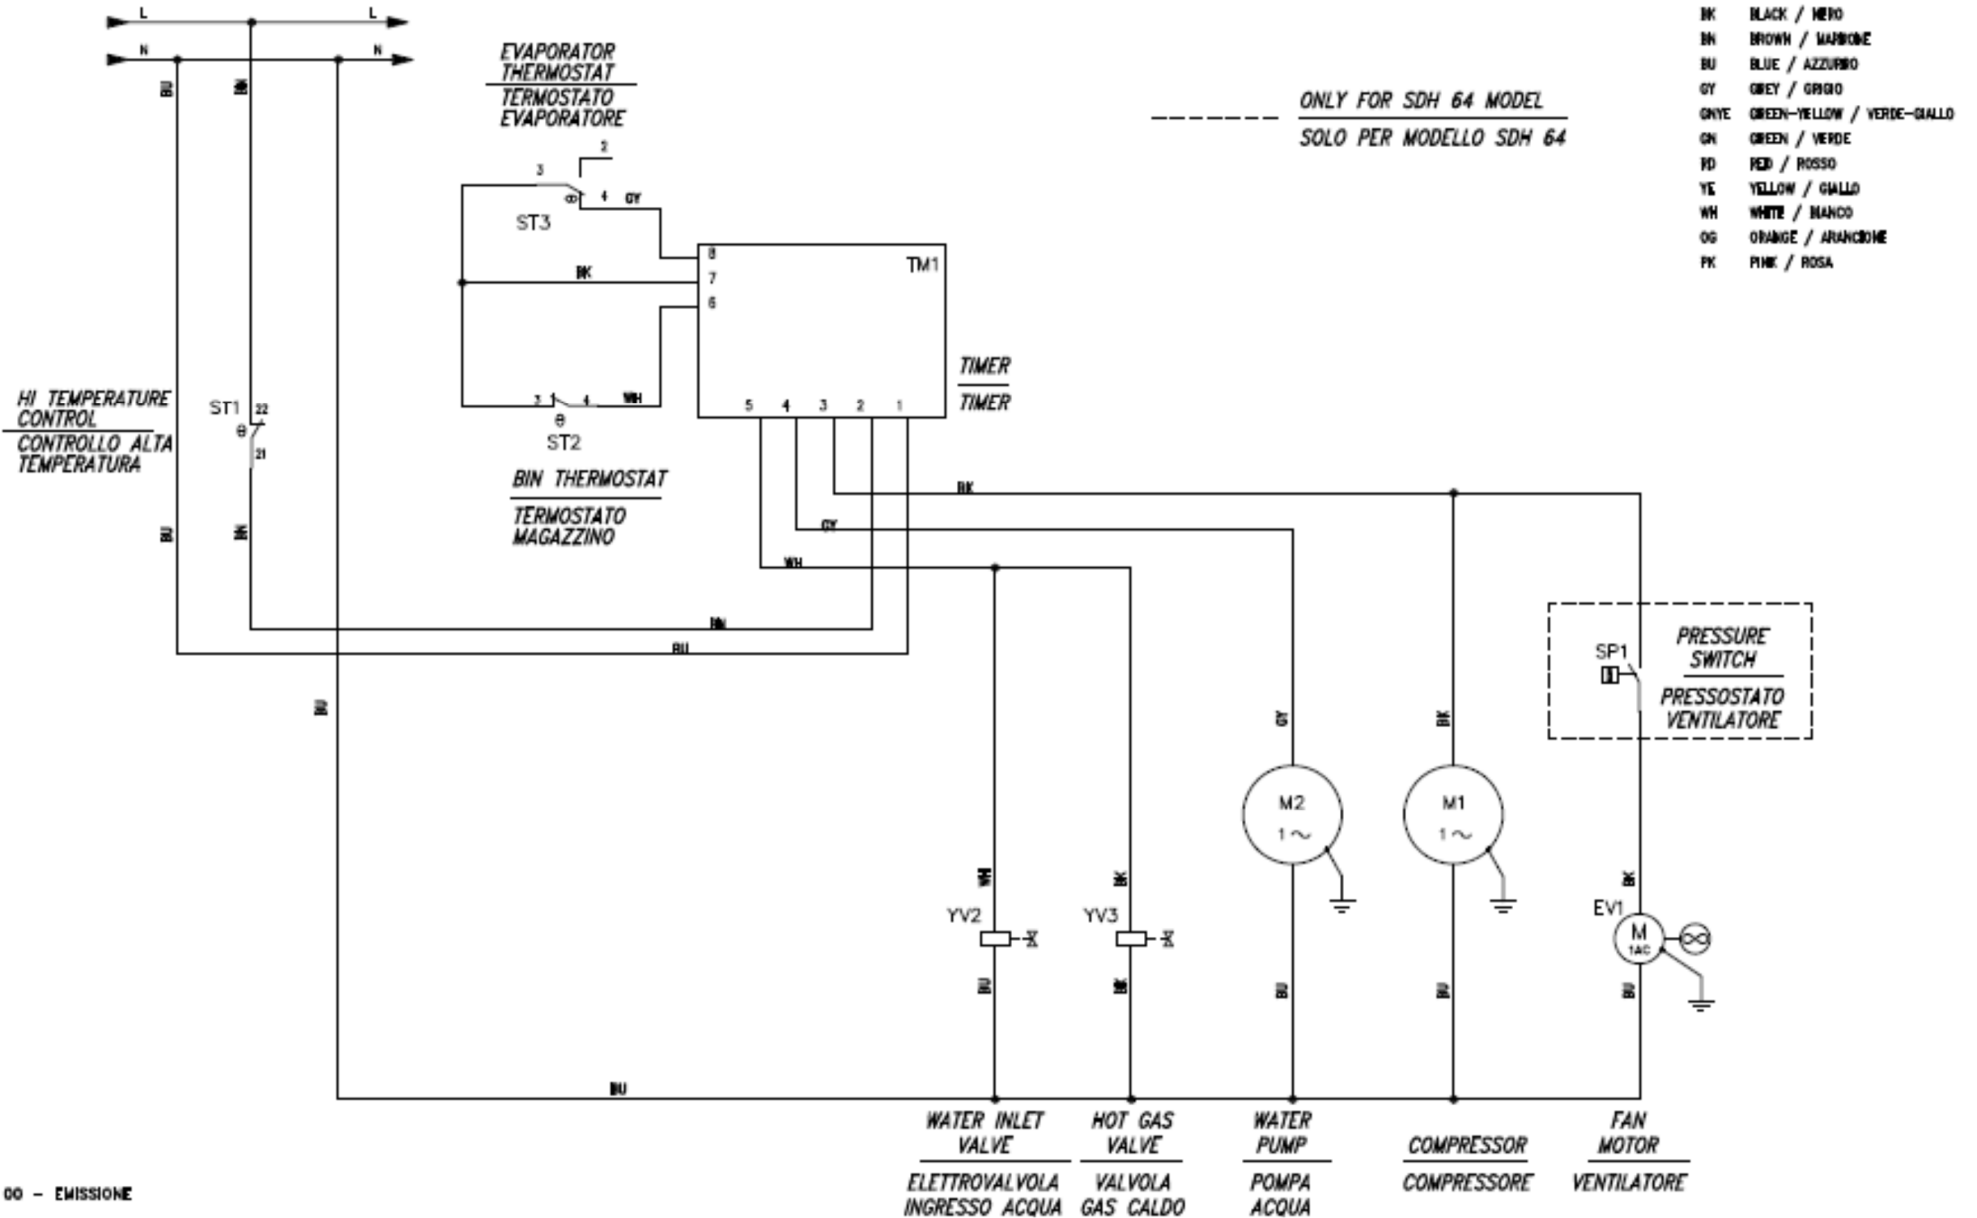 L
L
N
N
BU
BN
EVAPORATOR
THERMOSTAT
TERMOSTATO
EVAPORATORE
2
3
4
GY
ST3
ONLY FOR SDH 64 MODEL
SOLO PER MODELLO SDH 64
BK BLACK / NERO
BN BROWN / MARRONE
BU BLUE / AZZURRO
GY GREY / GRIGIO
GNYE GREEN-YELLOW / VERDE-GIALLO
GN GREEN / VERDE
RD RED / ROSSO
YE YELLOW / GIALLO
WH WHITE / BIANCO
OG ORANGE / ARANCIONE
PK PINK / ROSA
8
TM1
BK
7
6
TIMER
TIMER
HI TEMPERATURE
CONTROL
CONTROLLO ALTA
TEMPERATURA
ST1
22
21
3
4
WH
ST2
5
4
3
2
1
BIN THERMOSTAT
TERMOSTATO
MAGAZZINO
BU
BN
BK
GY
WH
BN
BU
BU
SP1
PRESSURE
SWITCH
PRESSOSTATO
VENTILATORE
GY
BK
M2
1~
M1
1~
WH
BK
BK
YV2
YV3
EV1
M
1AC
BU
BK
BU
BU
BU
BU
WATER INLET
VALVE
ELETTROVALVOLA
INGRESSO ACQUA
HOT GAS
VALVE
VALVOLA
GAS CALDO
WATER
PUMP
POMPA
ACQUA
COMPRESSOR
COMPRESSORE
FAN
MOTOR
VENTILATORE
00 - EMISSIONE